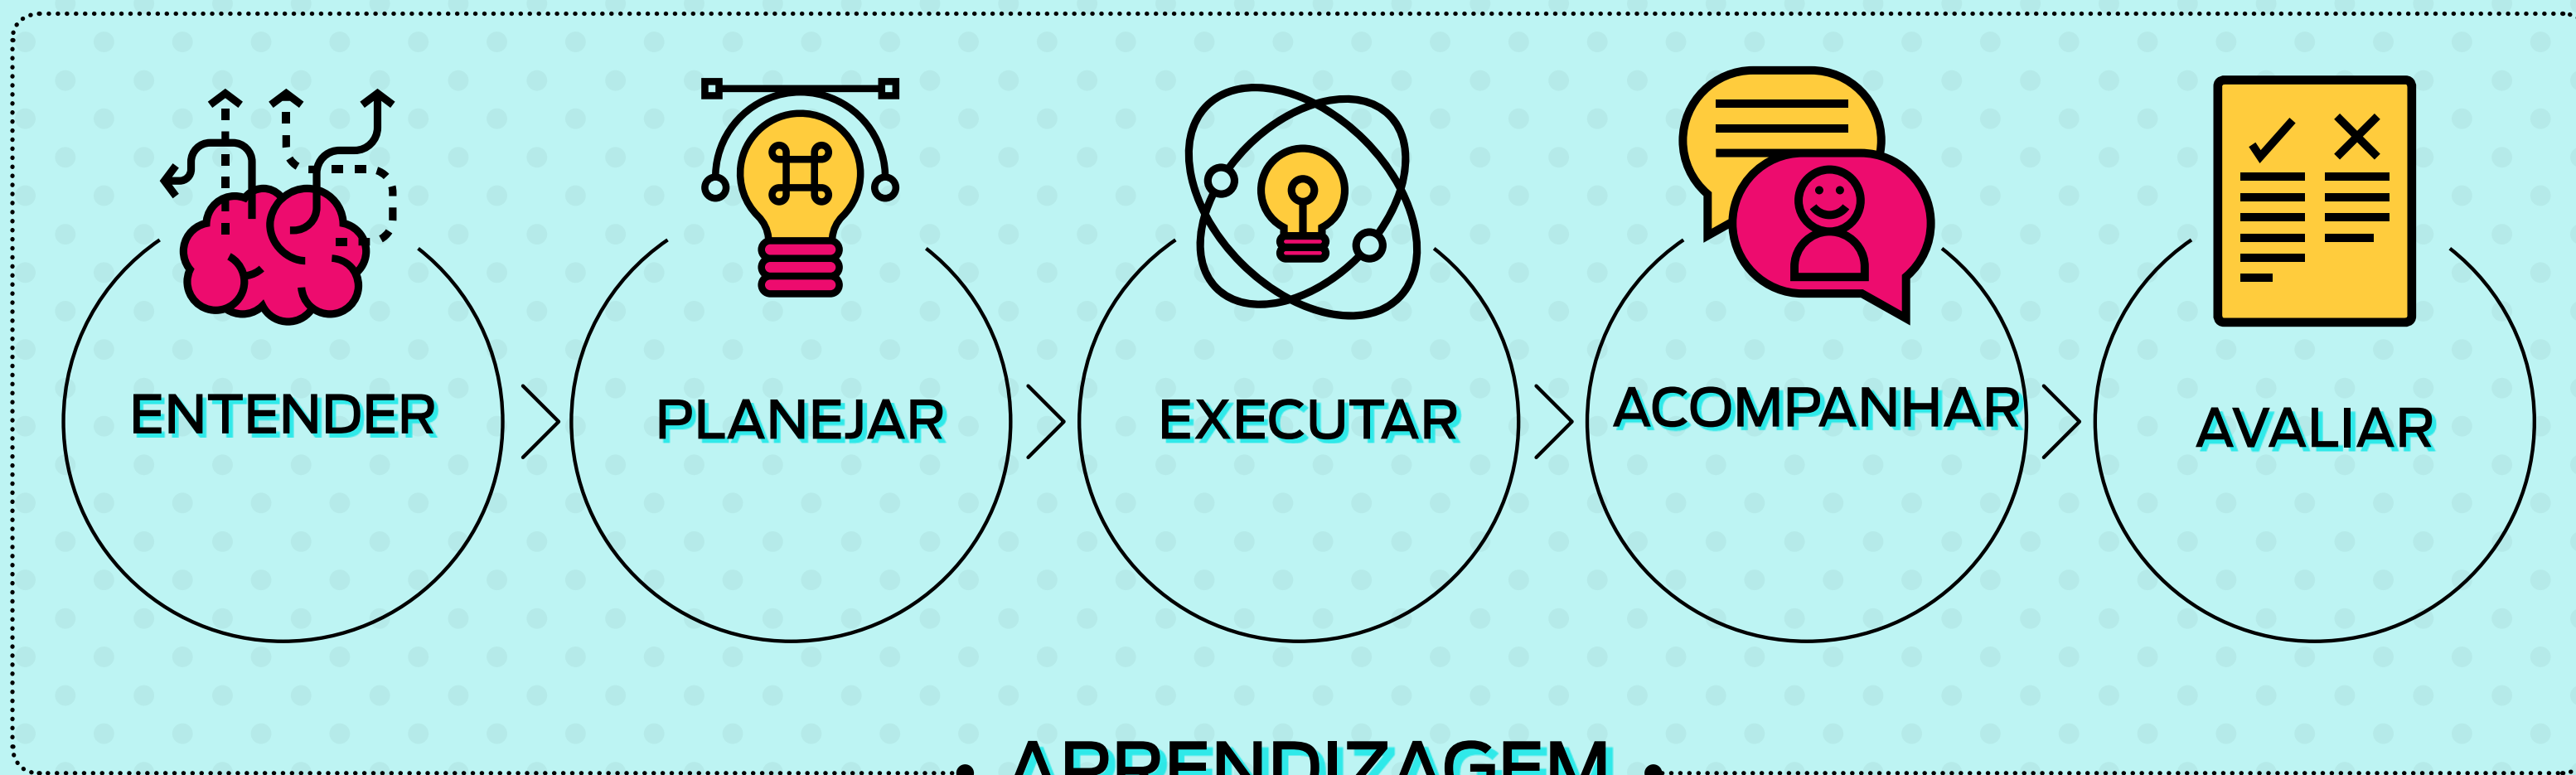 ENTENDER
PLANEJAR
EXECUTAR
ACOMPANHAR
AVALIAR
APRENDIZAGEM